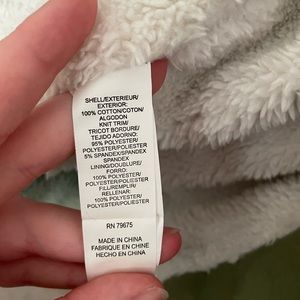 SHELL/EXTERIEUR/
EXTERIOR:
100% COTTON/COTON/
ALGODON
KNIT TRIM/
TRICOT BORDURE/
TEJIDO ADORNO:
95% POLYESTER/
POLYESTER/POLIESTER
5% SPANDEX/SPANDEX
SPANDEX
LINING/DOUBLURE/
FORRO:
100% POLYESTER/
POLYESTER/POLIESTER
FILL/REMPLIR/
RELLENAR:
100% POLYESTER/
POLYESTER/POLIESTER
RN 79675
MADE IN CHINA
FABRIQUE EN CHINE
HECHO EN CHINA